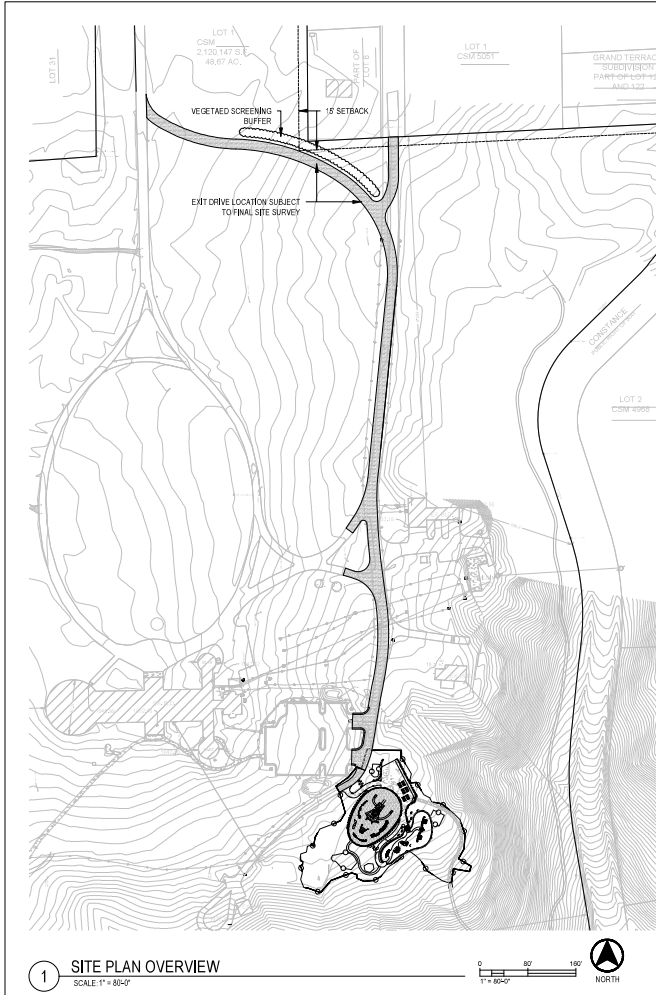 LOT 31
LOT 1
CSM
2,120,147 S.F.
48.67 AC.
PART OF
LOT 6
LOT 1
CSM 5051
GRAND TERRAC
SUBDIVISION
PART OF LOT 12
AND 122
VEGETAED SCREENING
BUFFER
15' SETBACK
EXIT DRIVE LOCATION SUBJECT
TO FINAL SITE SURVEY
CONSTANCE
LOT 2
CSM 4968
1
SITE PLAN OVERVIEW
SCALE: 1" = 80'-0"
0 80' 160'
1" = 80'-0"
NORTH